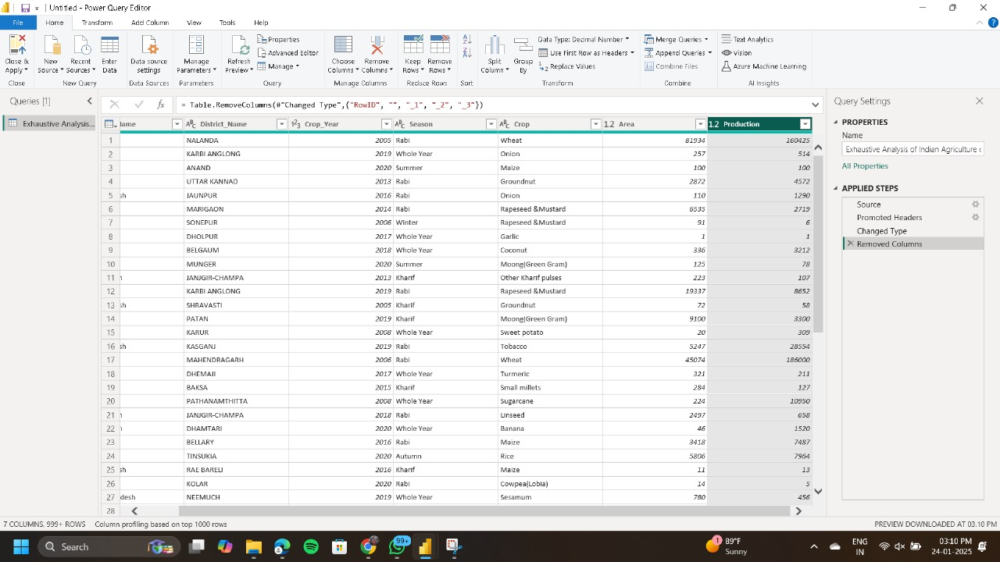 Untitled - Power Query Editor
File Home Transform Add Column View Tools Help
Close & Apply
New Source
Recent Sources
Enter Data
Data source settings
Manage Parameters
Refresh Preview
Properties
Advanced Editor
Manage
Choose Columns
Remove Columns
Keep Rows
Remove Rows
Split Column
Group By
Data Type: Decimal Number
Use First Row as Headers
Replace Values
Merge Queries
Append Queries
Combine Files
Text Analytics
Vision
Azure Machine Learning
Close New Query Data Sources Parameters Query Manage Columns Reduce Rows Sort Transform Combine AI Insights
Queries [1]
Exhaustive Analysis...
= Table.RemoveColumns(#"Changed Type",{"RowID", "", "_1", "_2", "_3"})
District_Name Crop_Year Season Crop 1.2 Area 1.2 Production
1 NALANDA 2005 Rabi Wheat 81934 160425
2 KARBI ANGLONG 2019 Whole Year Onion 257 514
3 ANAND 2020 Summer Maize 100 100
4 UTTAR KANNAD 2013 Rabi Groundnut 2872 4572
5 sh JAUNPUR 2016 Rabi Onion 110 1290
6 MARIGAON 2014 Rabi Rapeseed &Mustard 6535 2719
7 SONEPUR 2006 Winter Rapeseed &Mustard 91 6
8 DHOLPUR 2017 Whole Year Garlic 1 1
9 BELGAUM 2018 Whole Year Coconut 336 3212
10 MUNGER 2020 Summer Moong(Green Gram) 125 78
11 JANJGIR-CHAMPA 2013 Kharif Other Kharif pulses 223 107
12 KARBI ANGLONG 2019 Rabi Rapeseed &Mustard 19337 8652
13 sh SHRAVASTI 2005 Kharif Groundnut 72 58
14 PATAN 2019 Kharif Moong(Green Gram) 9100 3300
15 KARUR 2008 Whole Year Sweet potato 20 309
16 sh KASGANJ 2019 Rabi Tobacco 5247 28554
17 MAHENDRAGARH 2006 Rabi Wheat 45074 186000
18 DHEMAJI 2017 Whole Year Turmeric 321 211
19 BAKSA 2015 Kharif Small millets 284 127
20 PATHANAMTHITTA 2008 Whole Year Sugarcane 224 10950
21 JANJGIR-CHAMPA 2018 Rabi Linseed 2497 658
22 DHAMTARI 2020 Whole Year Banana 46 1520
23 BELLARY 2016 Rabi Maize 3418 7487
24 TINSUKIA 2020 Autumn Rice 5806 7964
25 sh RAE BARELI 2016 Kharif Maize 11 13
26 KOLAR 2020 Rabi Cowpea(Lobia) 14 5
27 desh NEEMUCH 2019 Whole Year Sesamum 780 456
28
Query Settings
PROPERTIES
Name
Exhaustive Analysis of Indian Agriculture
All Properties
APPLIED STEPS
Source
Promoted Headers
Changed Type
Removed Columns
7 COLUMNS, 999+ ROWS Column profiling based on top 1000 rows PREVIEW DOWNLOADED AT 03.10 PM
Search
99+
1
89°F
Sunny
ENG
IN
03:10 PM
24-01-2025